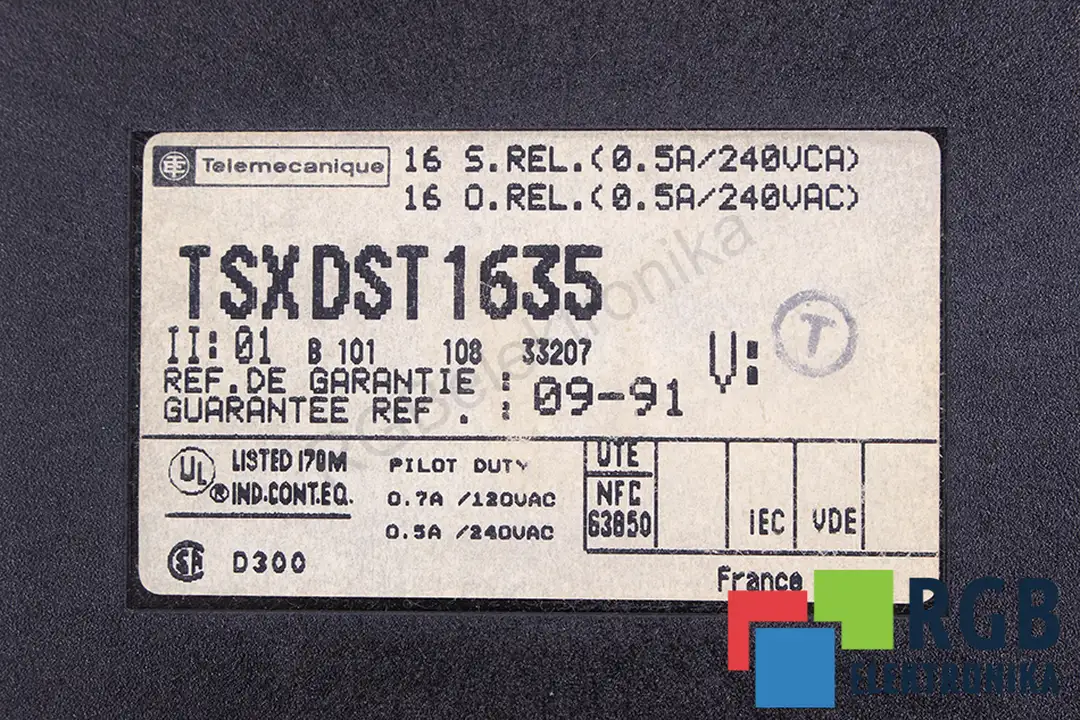 Telemecanique
16 S.REL.(0.5A/240VCA)
16 O.REL.(0.5A/240VAC)
TSXDST1635
II:01 B 101 108 33207
V: T
REF.DE GARANTIE :
GUARANTEE REF. : 09-91
UL LISTED 170M
® IND.CONT.EQ.
PILOT DUTY
0.7A /120VAC
0.5A /240VAC
UTE
NFC
63850
IEC
VDE
SA D300
France
RGB
ELEKTRONIKA
RGBelektronika